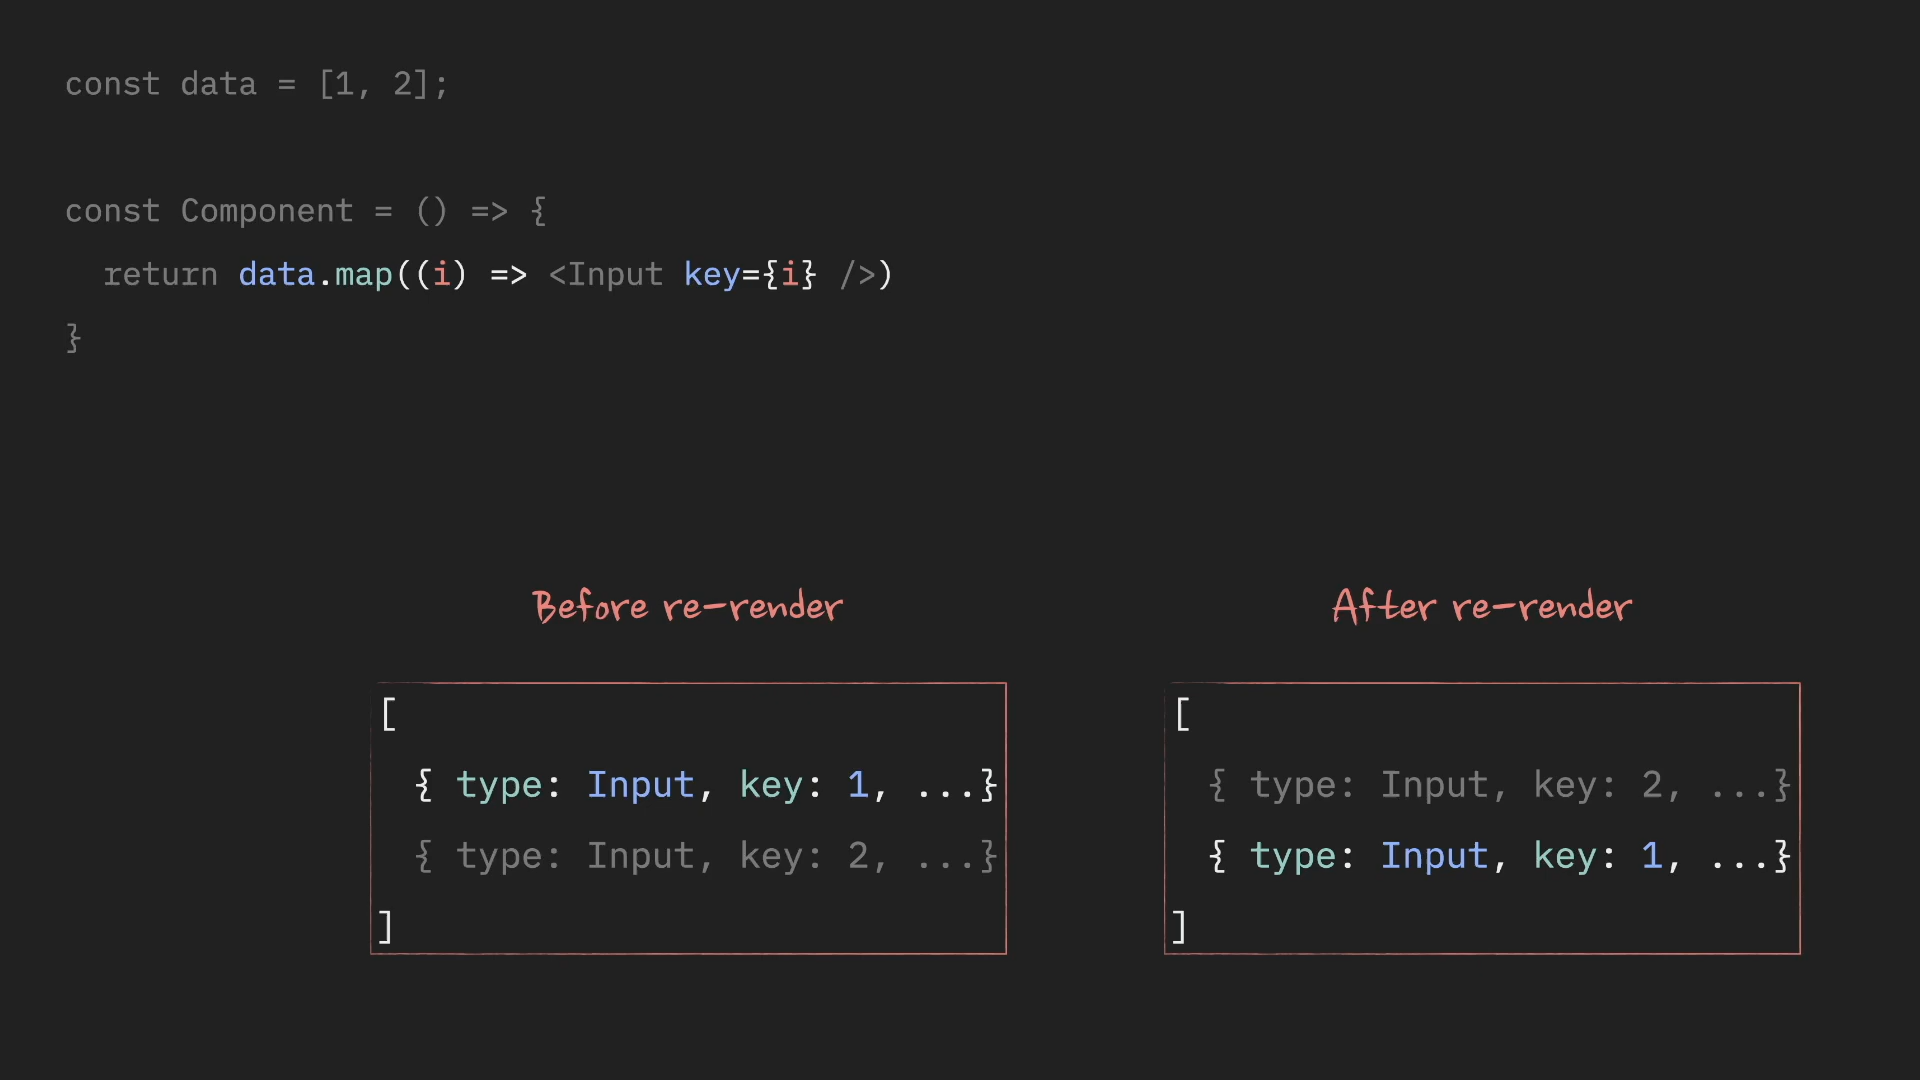 const data = [1, 2];
const Component = () => {
  return data.map((i) => <Input key={i} />)
}
Before re-render
[
  { type: Input, key: 1, ...}
  { type: Input, key: 2, ...}
]
After re-render
[
  { type: Input, key: 2, ...}
  { type: Input, key: 1, ...}
]